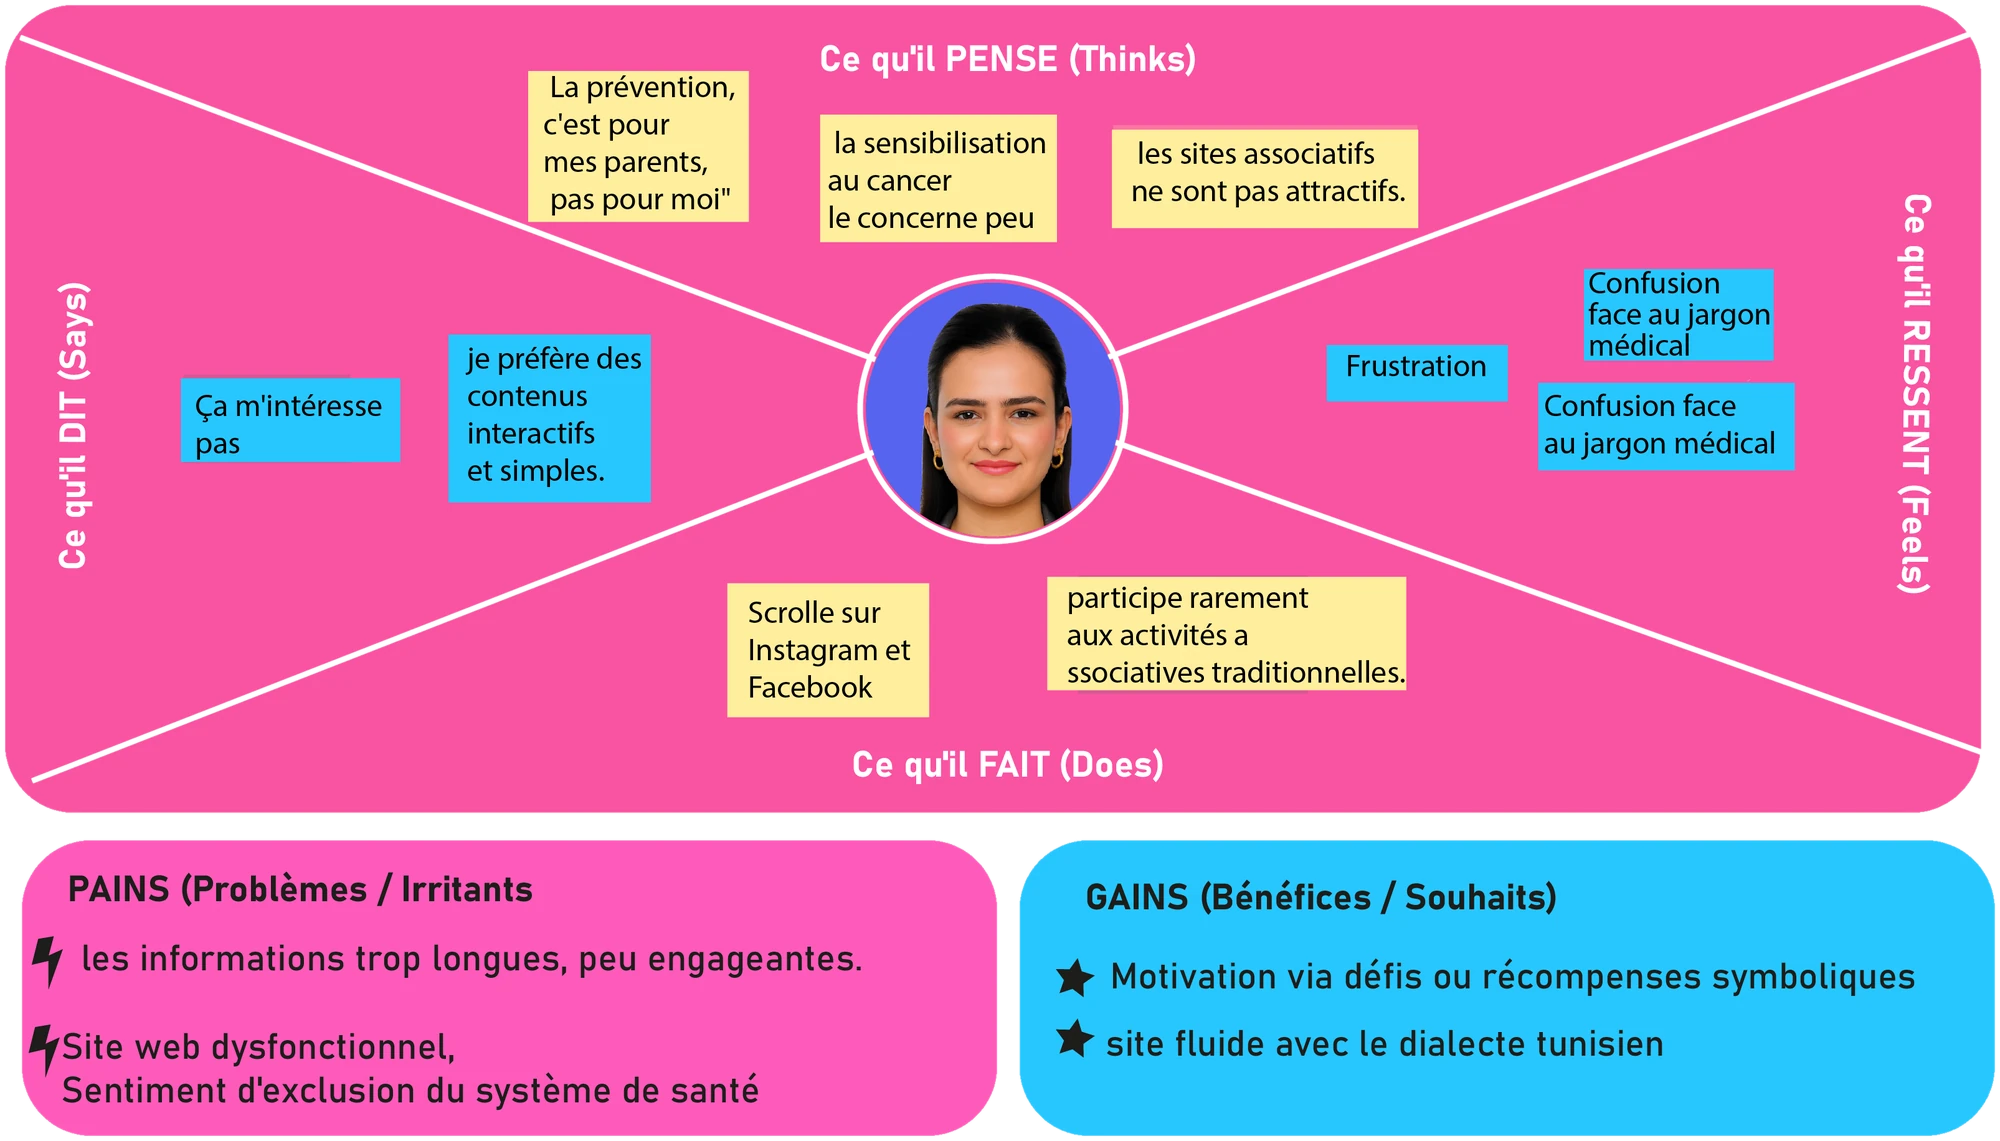 Ce qu'il PENSE (Thinks)
La prévention,
c'est pour
mes parents,
pas pour moi"
la sensibilisation
au cancer
le concerne peu
les sites associatifs
ne sont pas attractifs.
Ce qu'il DIT (Says)
Ça m'intéresse
pas
je préfère des
contenus
interactifs
et simples.
Ce qu'il RESSENT (Feels)
Frustration
Confusion
face au jargon
médical
Confusion face
au jargon médical
Scrolle sur
Instagram et
Facebook
participe rarement
aux activités a
ssociatives traditionnelles.
Ce qu'il FAIT (Does)
PAINS (Problèmes / Irritants
les informations trop longues, peu engageantes.
Site web dysfonctionnel,
Sentiment d'exclusion du système de santé
GAINS (Bénéfices / Souhaits)
Motivation via défis ou récompenses symboliques
site fluide avec le dialecte tunisien